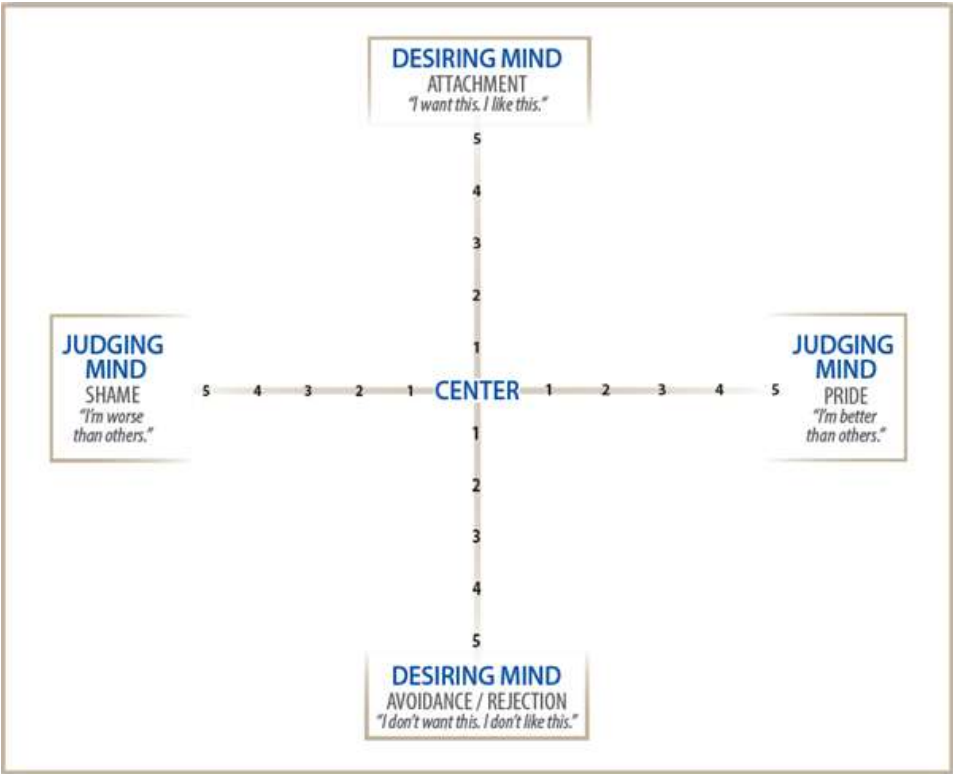 DESIRING MIND
ATTACHMENT
"I want this. I like this."
5
4
3
2
1
JUDGING
MIND
SHAME
"I'm worse
than others."
5 4 3 2 1 CENTER 1 2 3 4 5
JUDGING
MIND
PRIDE
"I'm better
than others."
1
2
3
4
5
DESIRING MIND
AVOIDANCE / REJECTION
"I don't want this. I don't like this."